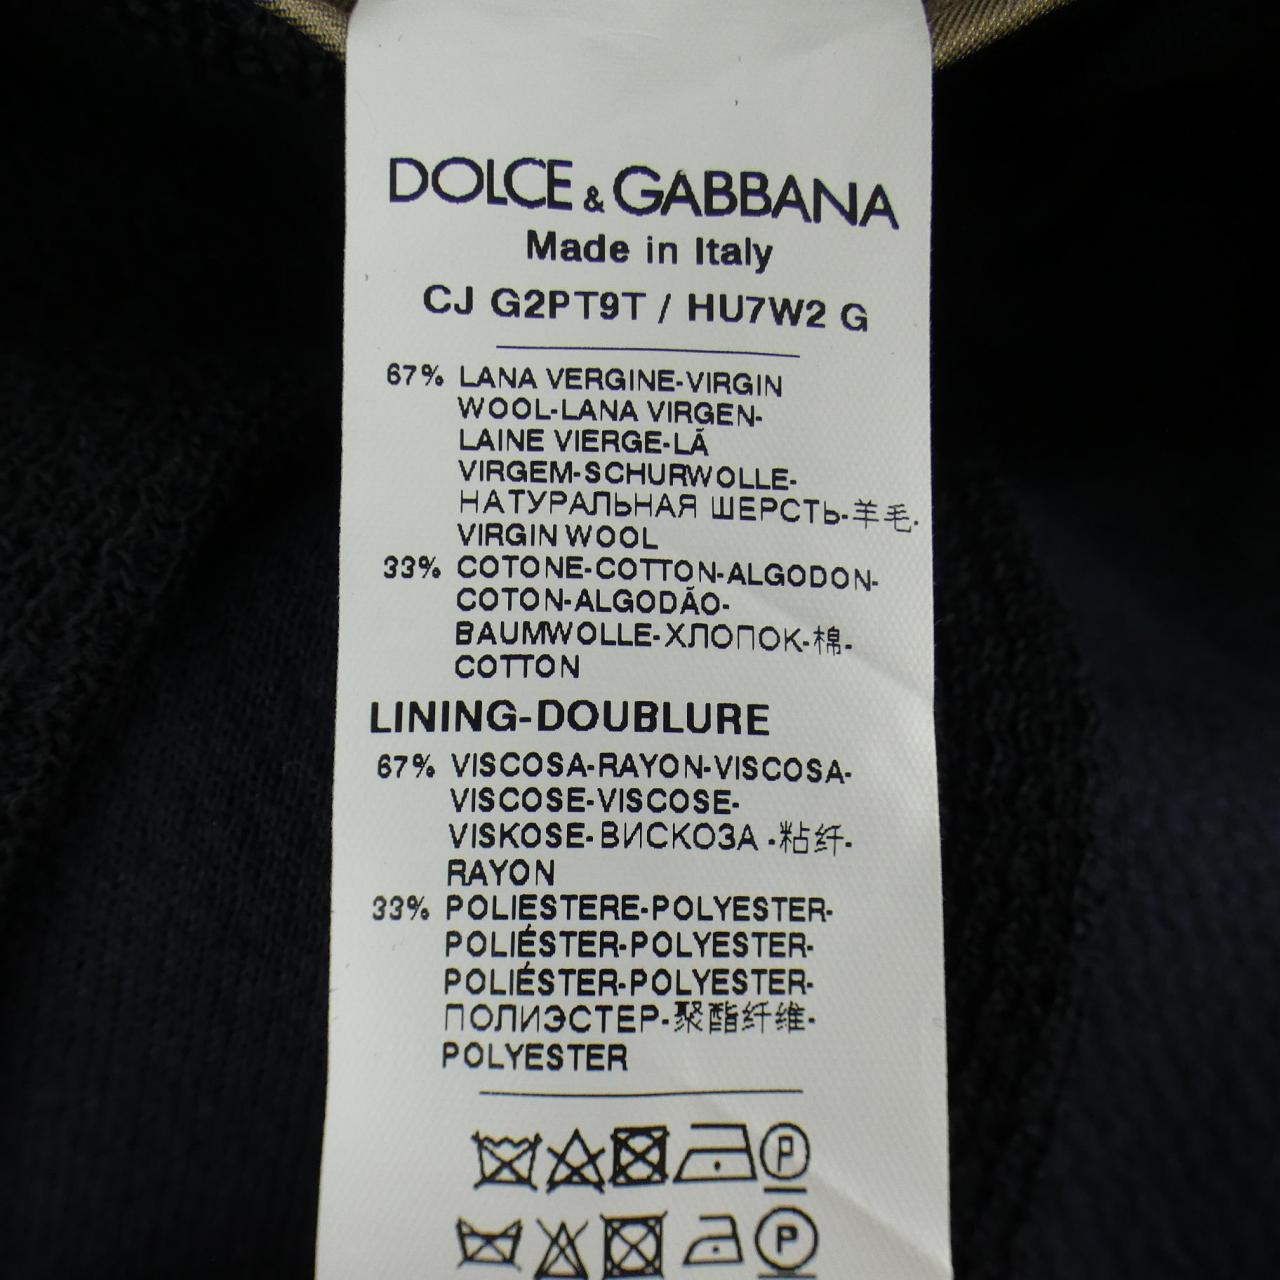 DOLCE & GABBANA
Made in Italy
CJ G2PT9T / HU7W2 G
67% LANA VERGINE-VIRGIN
WOOL-LANA VIRGEN-
LAINE VIERGE-LÃ
VIRGEM-SCHURWOLLE-
НАТУРАЛЬНАЯ ШЕРСТЬ-羊毛-
VIRGIN WOOL
33% COTONE-COTTON-ALGODON-
COTON-ALGODÃO-
BAUMWOLLE-ХЛОПОК-棉-
COTTON
LINING-DOUBLURE
67% VISCOSA-RAYON-VISCOSA-
VISCOSE-VISCOSE-
VISKOSE-ВИСКОЗА -粘纤-
RAYON
33% POLIESTERE-POLYESTER-
POLIÉSTER-POLYESTER-
POLIÉSTER-POLYESTER-
ПОЛИЭСТЕР-聚酯纤维-
POLYESTER
P
P